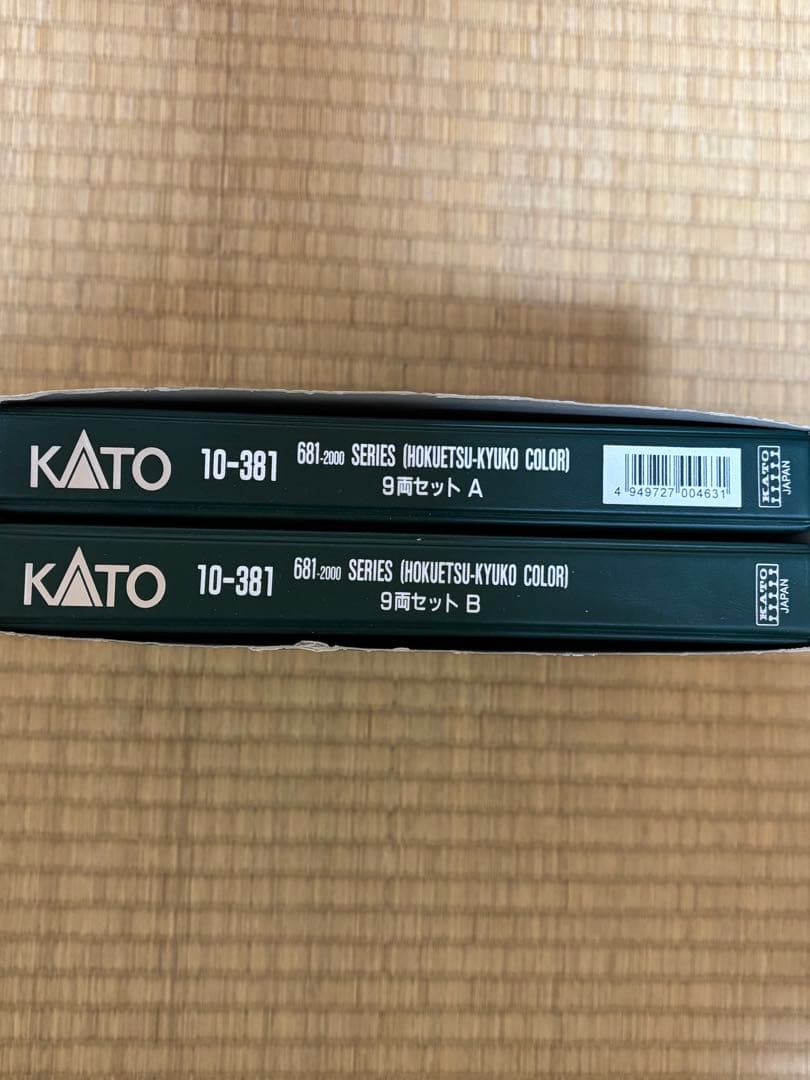 KATO 10-381 681-2000 SERIES (HOKUETSU-KYUKO COLOR)
9両セット A
4 949727 004631
KATO
JAPAN
KATO 10-381 681-2000 SERIES (HOKUETSU-KYUKO COLOR)
9両セット B
KATO
JAPAN